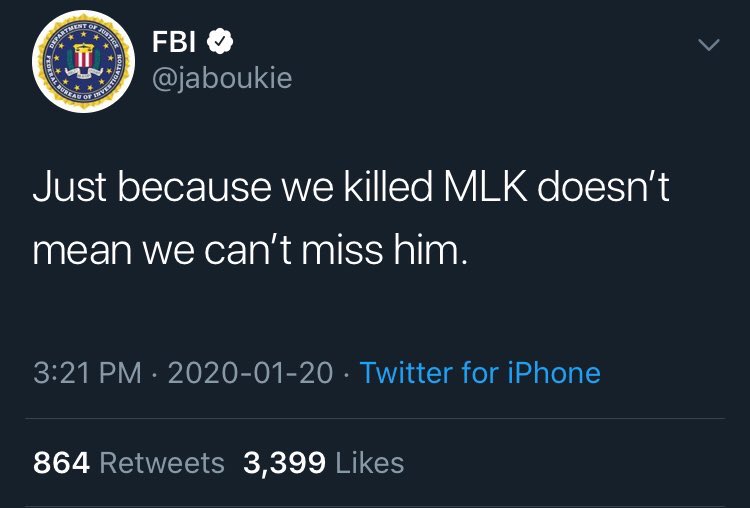 DEPARTMENT OF JUSTICE
FEDERAL BUREAU OF INVESTIGATION
FBI
@jaboukie
Just because we killed MLK doesn’t
mean we can’t miss him.
3:21 PM · 2020-01-20 · Twitter for iPhone
864 Retweets 3,399 Likes